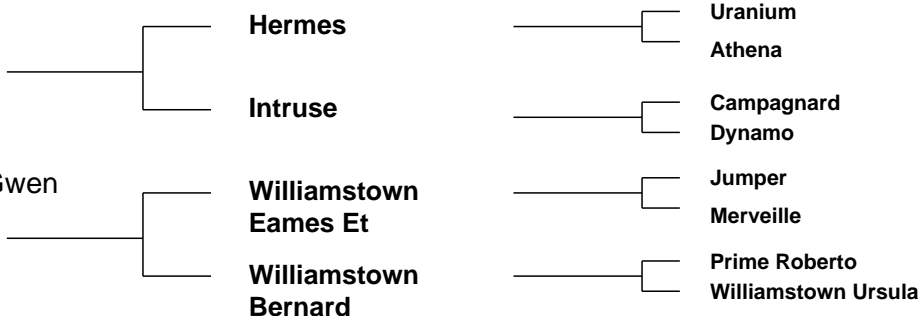 Uranium
Hermes
Athena
Intruse
Campagnard
Dynamo
Williamstown
Eames Et
Jumper
Merveille
Williamstown
Bernard
Prime Roberto
Williamstown Ursula